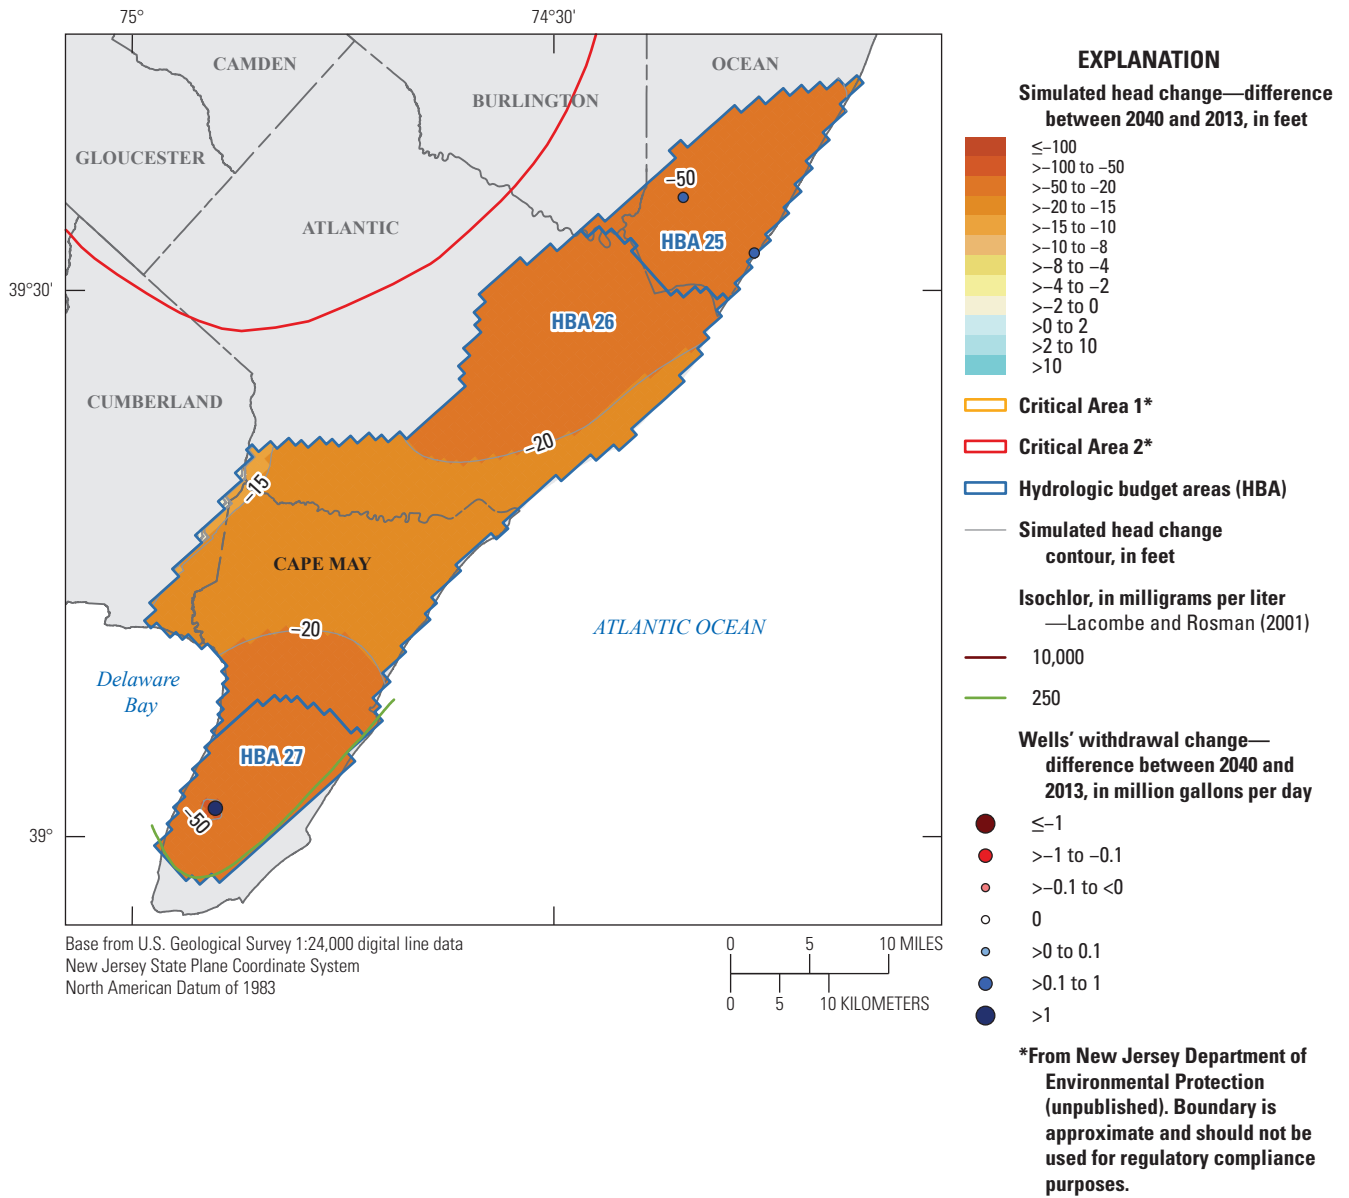 75°
74°30'
CAMDEN
OCEAN
BURLINGTON
GLOUCESTER
−50
ATLANTIC
HBA 25
39°30'
HBA 26
CUMBERLAND
−20
−15
CAPE MAY
−20
ATLANTIC OCEAN
Delaware
Bay
HBA 27
−50
39°
Base from U.S. Geological Survey 1:24,000 digital line data
New Jersey State Plane Coordinate System
North American Datum of 1983
0 5 10 MILES
0 5 10 KILOMETERS
EXPLANATION
Simulated head change—difference
between 2040 and 2013, in feet
≤−100
>−100 to −50
>−50 to −20
>−20 to −15
>−15 to −10
>−10 to −8
>−8 to −4
>−4 to −2
>−2 to 0
>0 to 2
>2 to 10
>10
Critical Area 1*
Critical Area 2*
Hydrologic budget areas (HBA)
Simulated head change
contour, in feet
Isochlor, in milligrams per liter
—Lacombe and Rosman (2001)
10,000
250
Wells' withdrawal change—
difference between 2040 and
2013, in million gallons per day
≤−1
>−1 to −0.1
>−0.1 to <0
0
>0 to 0.1
>0.1 to 1
>1
*From New Jersey Department of
Environmental Protection
(unpublished). Boundary is
approximate and should not be
used for regulatory compliance
purposes.